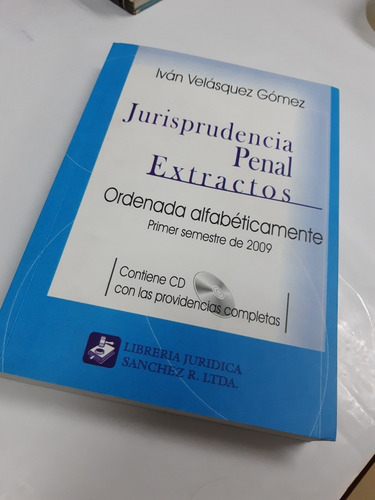 Iván Velásquez Gómez
Jurisprudencia
Penal
Extractos
Ordenada alfabéticamente
Primer semestre de 2009
Contiene CD
con las providencias completas
LIBRERIA JURIDICA
SANCHEZ R. LTDA.